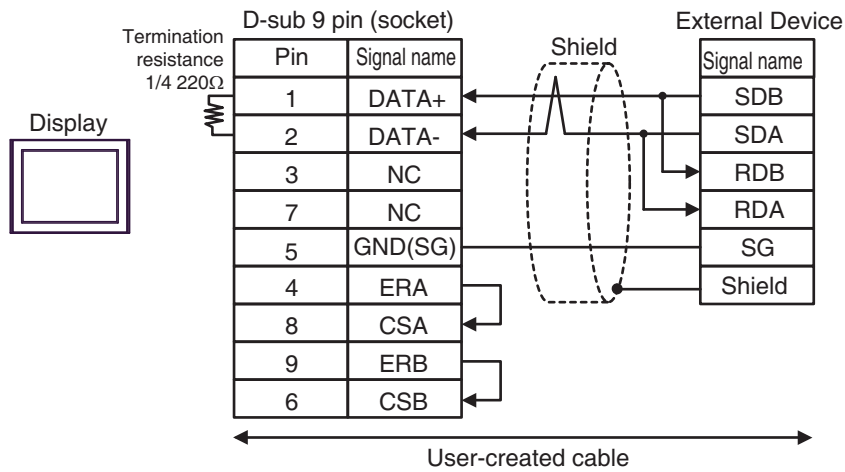 D-sub 9 pin (socket)
External Device
Termination
resistance
1/4 220Ω
Shield
Display
Pin Signal name
Signal name
1 DATA+ SDB
2 DATA- SDA
3 NC RDB
7 NC RDA
5 GND(SG) SG
4 ERA Shield
8 CSA
9 ERB
6 CSB
User-created cable